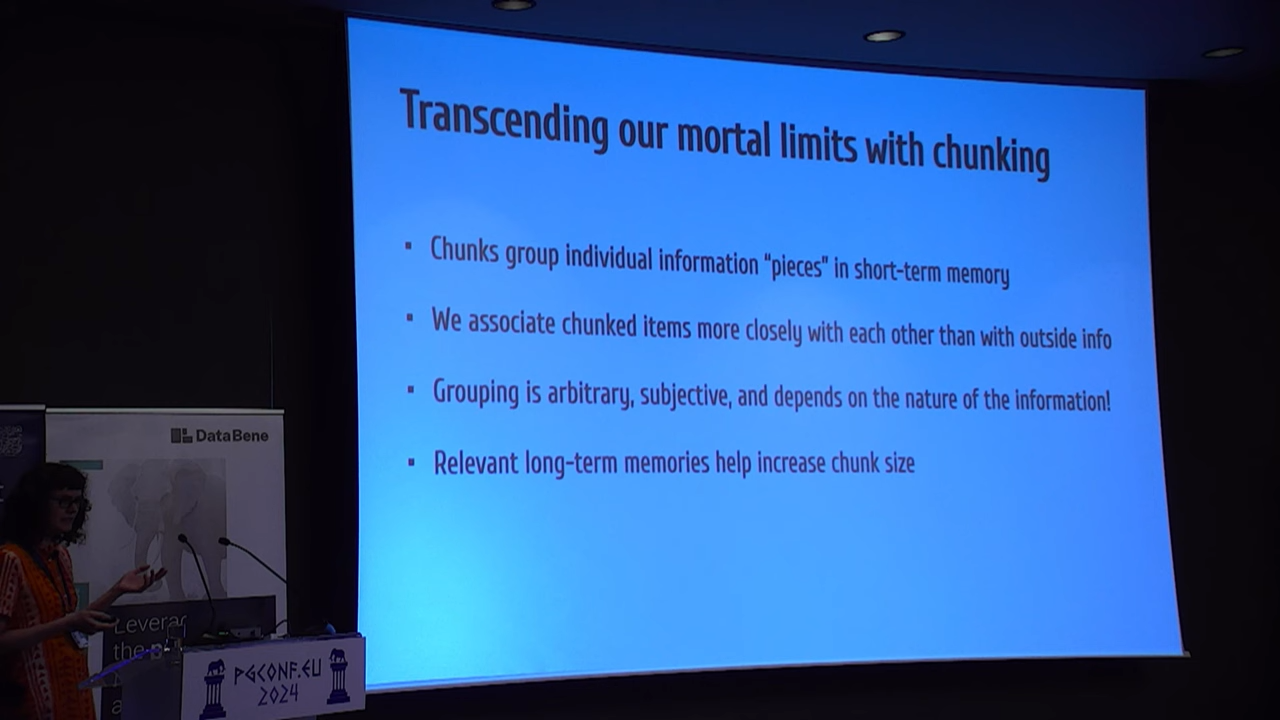 Transcending our mortal limits with chunking
▪ Chunks group individual information “pieces” in short-term memory
▪ We associate chunked items more closely with each other than with outside info
▪ Grouping is arbitrary, subjective, and depends on the nature of the information!
▪ Relevant long-term memories help increase chunk size
DataBene
the
PGCONF.EU
2024